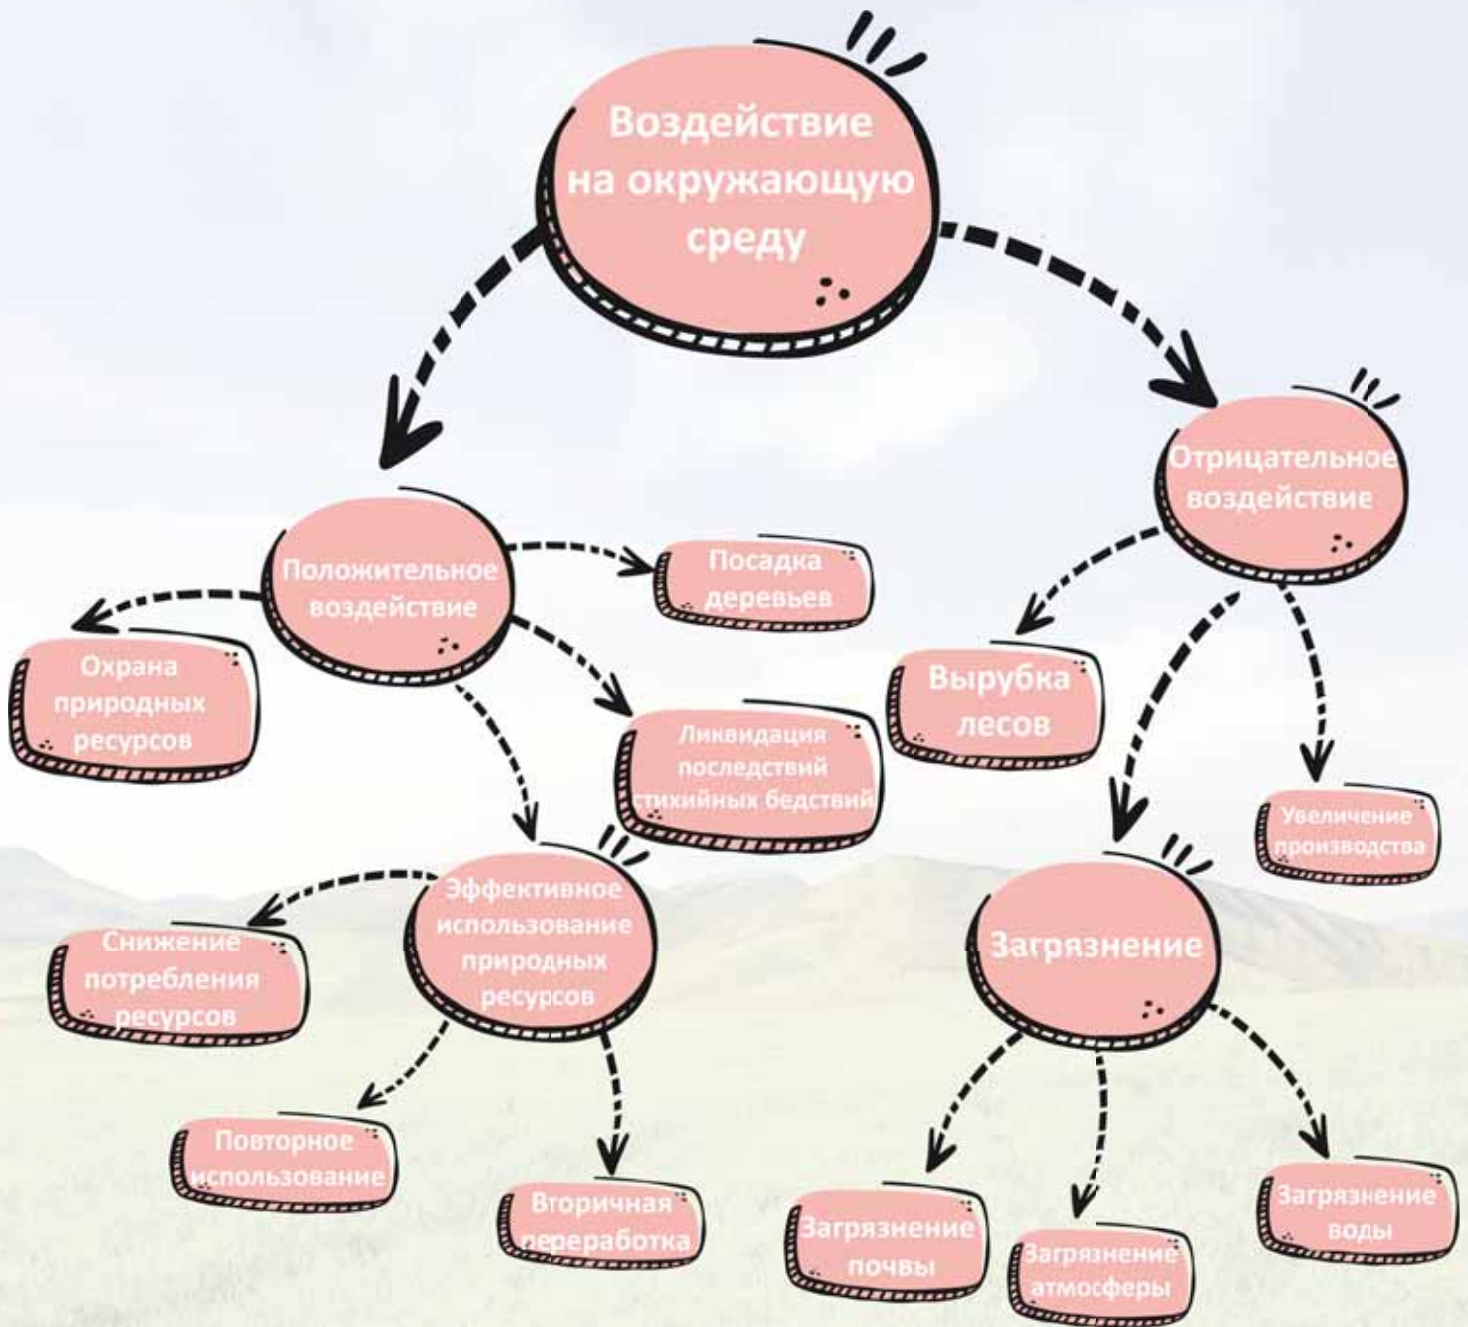 Воздействие
на окружающую
среду
Отрицательное
воздействие
Положительное
воздействие
Посадка
деревьев
Охрана
природных
ресурсов
Вырубка
лесов
Ликвидация
последствий
стихийных бедствий
Увеличение
производства
Эффективное
использование
природных
ресурсов
Снижение
потребления
ресурсов
Загрязнение
Повторное
использование
Вторичная
переработка
Загрязнение
почвы
Загрязнение
атмосферы
Загрязнение
воды